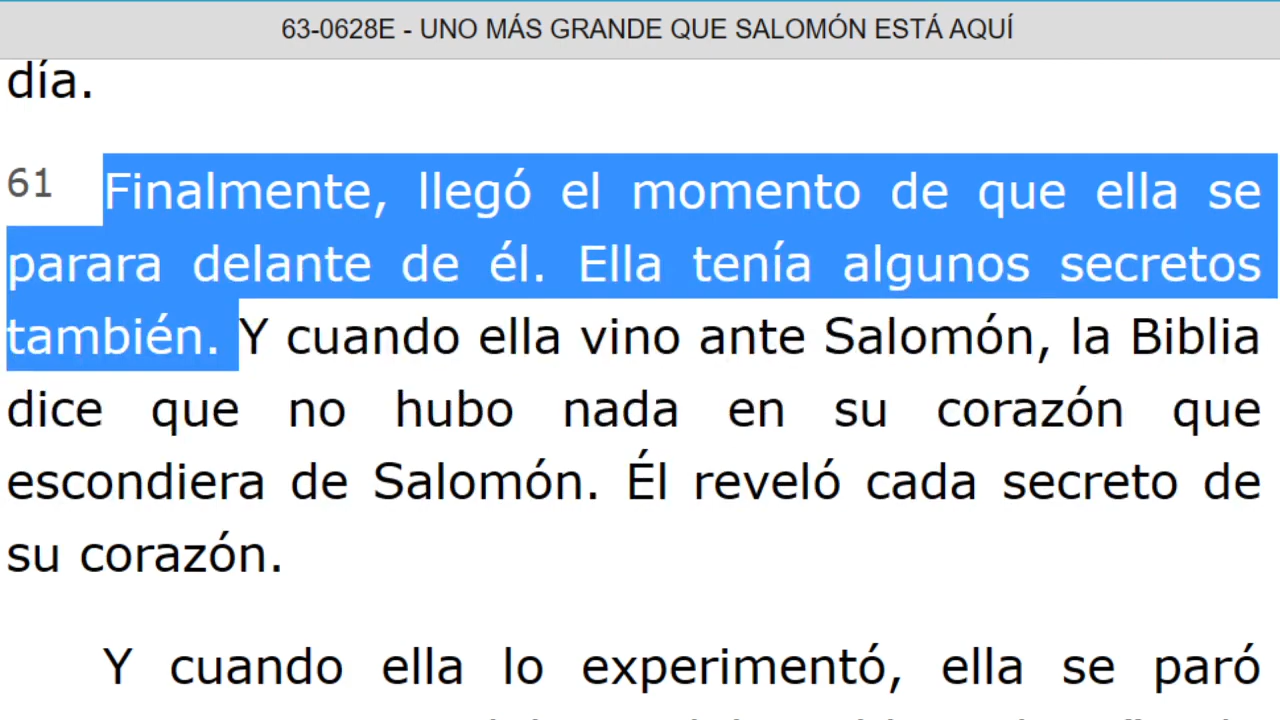 63-0628E - UNO MÁS GRANDE QUE SALOMÓN ESTÁ AQUÍ
día.
61 Finalmente, llegó el momento de que ella se
parara delante de él. Ella tenía algunos secretos
también. Y cuando ella vino ante Salomón, la Biblia
dice que no hubo nada en su corazón que
escondiera de Salomón. Él reveló cada secreto de
su corazón.
Y cuando ella lo experimentó, ella se paró